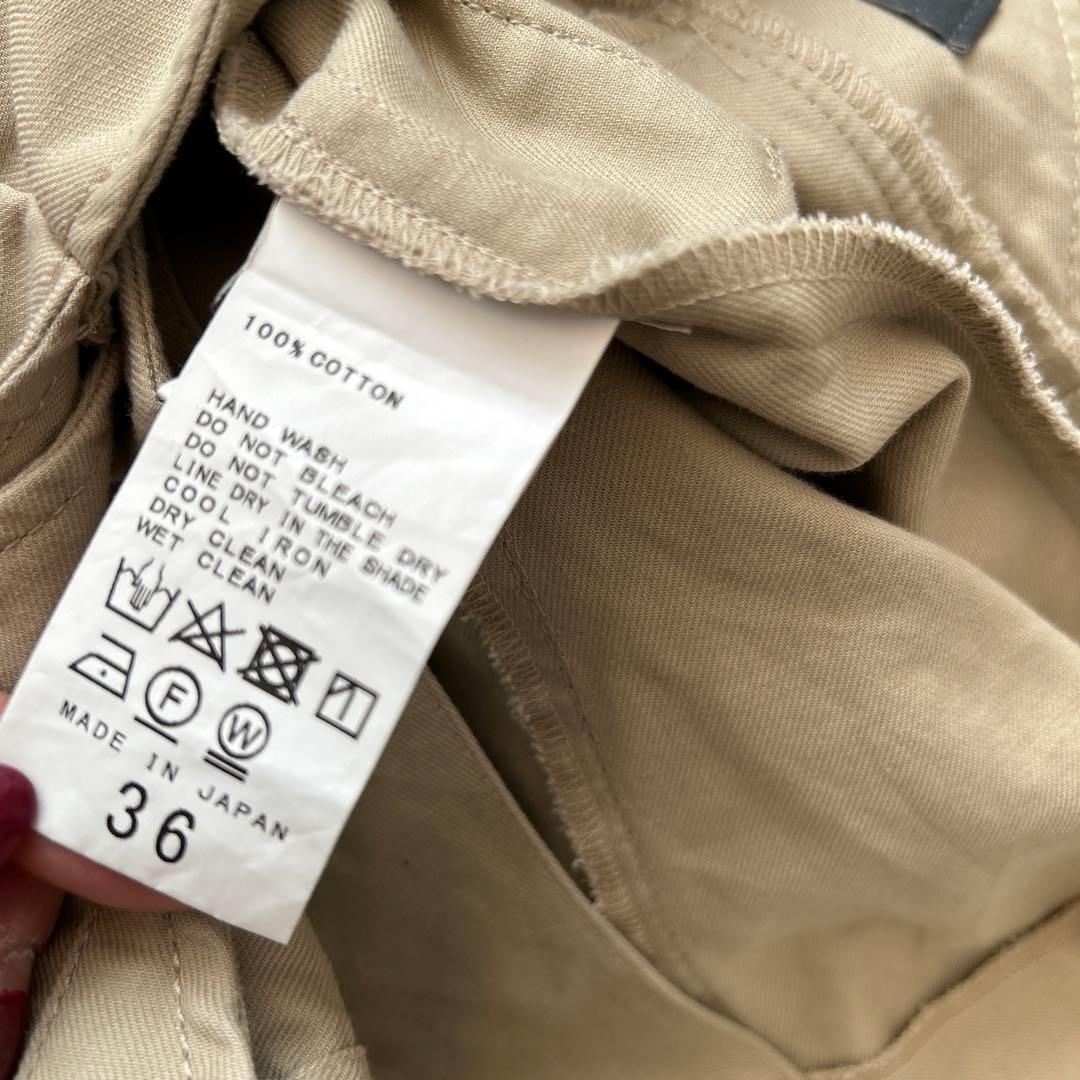 100% COTTON
HAND WASH
DO NOT BLEACH
DO NOT TUMBLE DRY
LINE DRY IN THE SHADE
COOL IRON
DRY CLEAN
WET CLEAN
F
W
MADE IN JAPAN
36